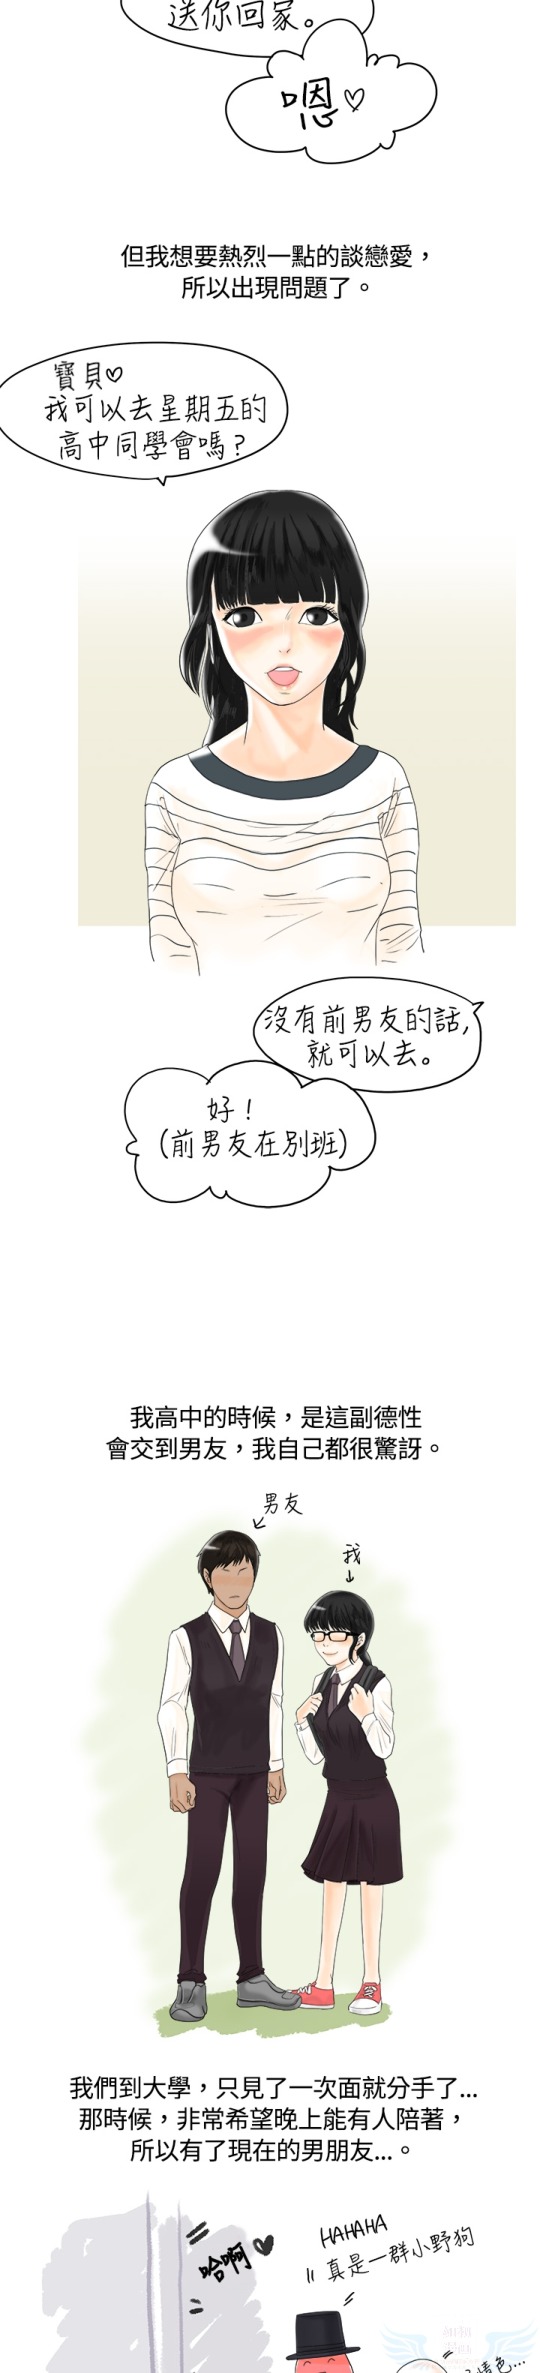 送你回家。
嗯♡
但我想要熱烈一點的談戀愛，
所以出現問題了。
寶貝♡
我可以去星期五的
高中同學會嗎？
沒有前男友的話,
就可以去。
好！
(前男友在別班)
我高中的時候，是這副德性
會交到男友，我自己都很驚訝。
男友
我
我們到大學，只見了一次面就分手了...
那時候，非常希望晚上能有人陪著，
所以有了現在的男朋友...。
HAHAHA
真是一群小野狗
哈啊♥
情色...